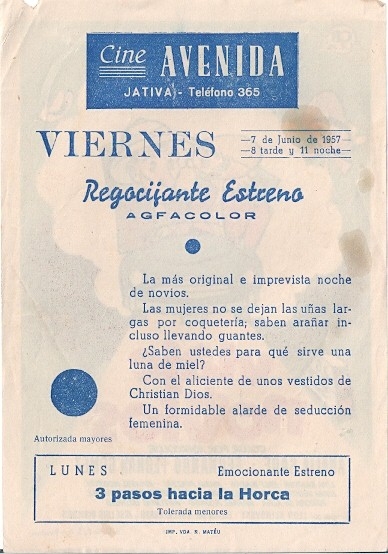 Cine AVENIDA
JATIVA - Teléfono 365
VIERNES
—7 de Junio de 1957—
—8 tarde y 11 noche—
Regocijante Estreno
AGFACOLOR
La más original e imprevista noche
de novios.
Las mujeres no se dejan las uñas lar-
gas por coquetería; saben arañar in-
cluso llevando guantes.
¿Saben ustedes para qué sirve una
luna de miel?
Con el aliciente de unos vestidos de
Christian Dios.
Un formidable alarde de seducción
femenina.
Autorizada mayores
LUNES Emocionante Estreno
3 pasos hacia la Horca
Tolerada menores
IMP. VDA. R. MATÉU